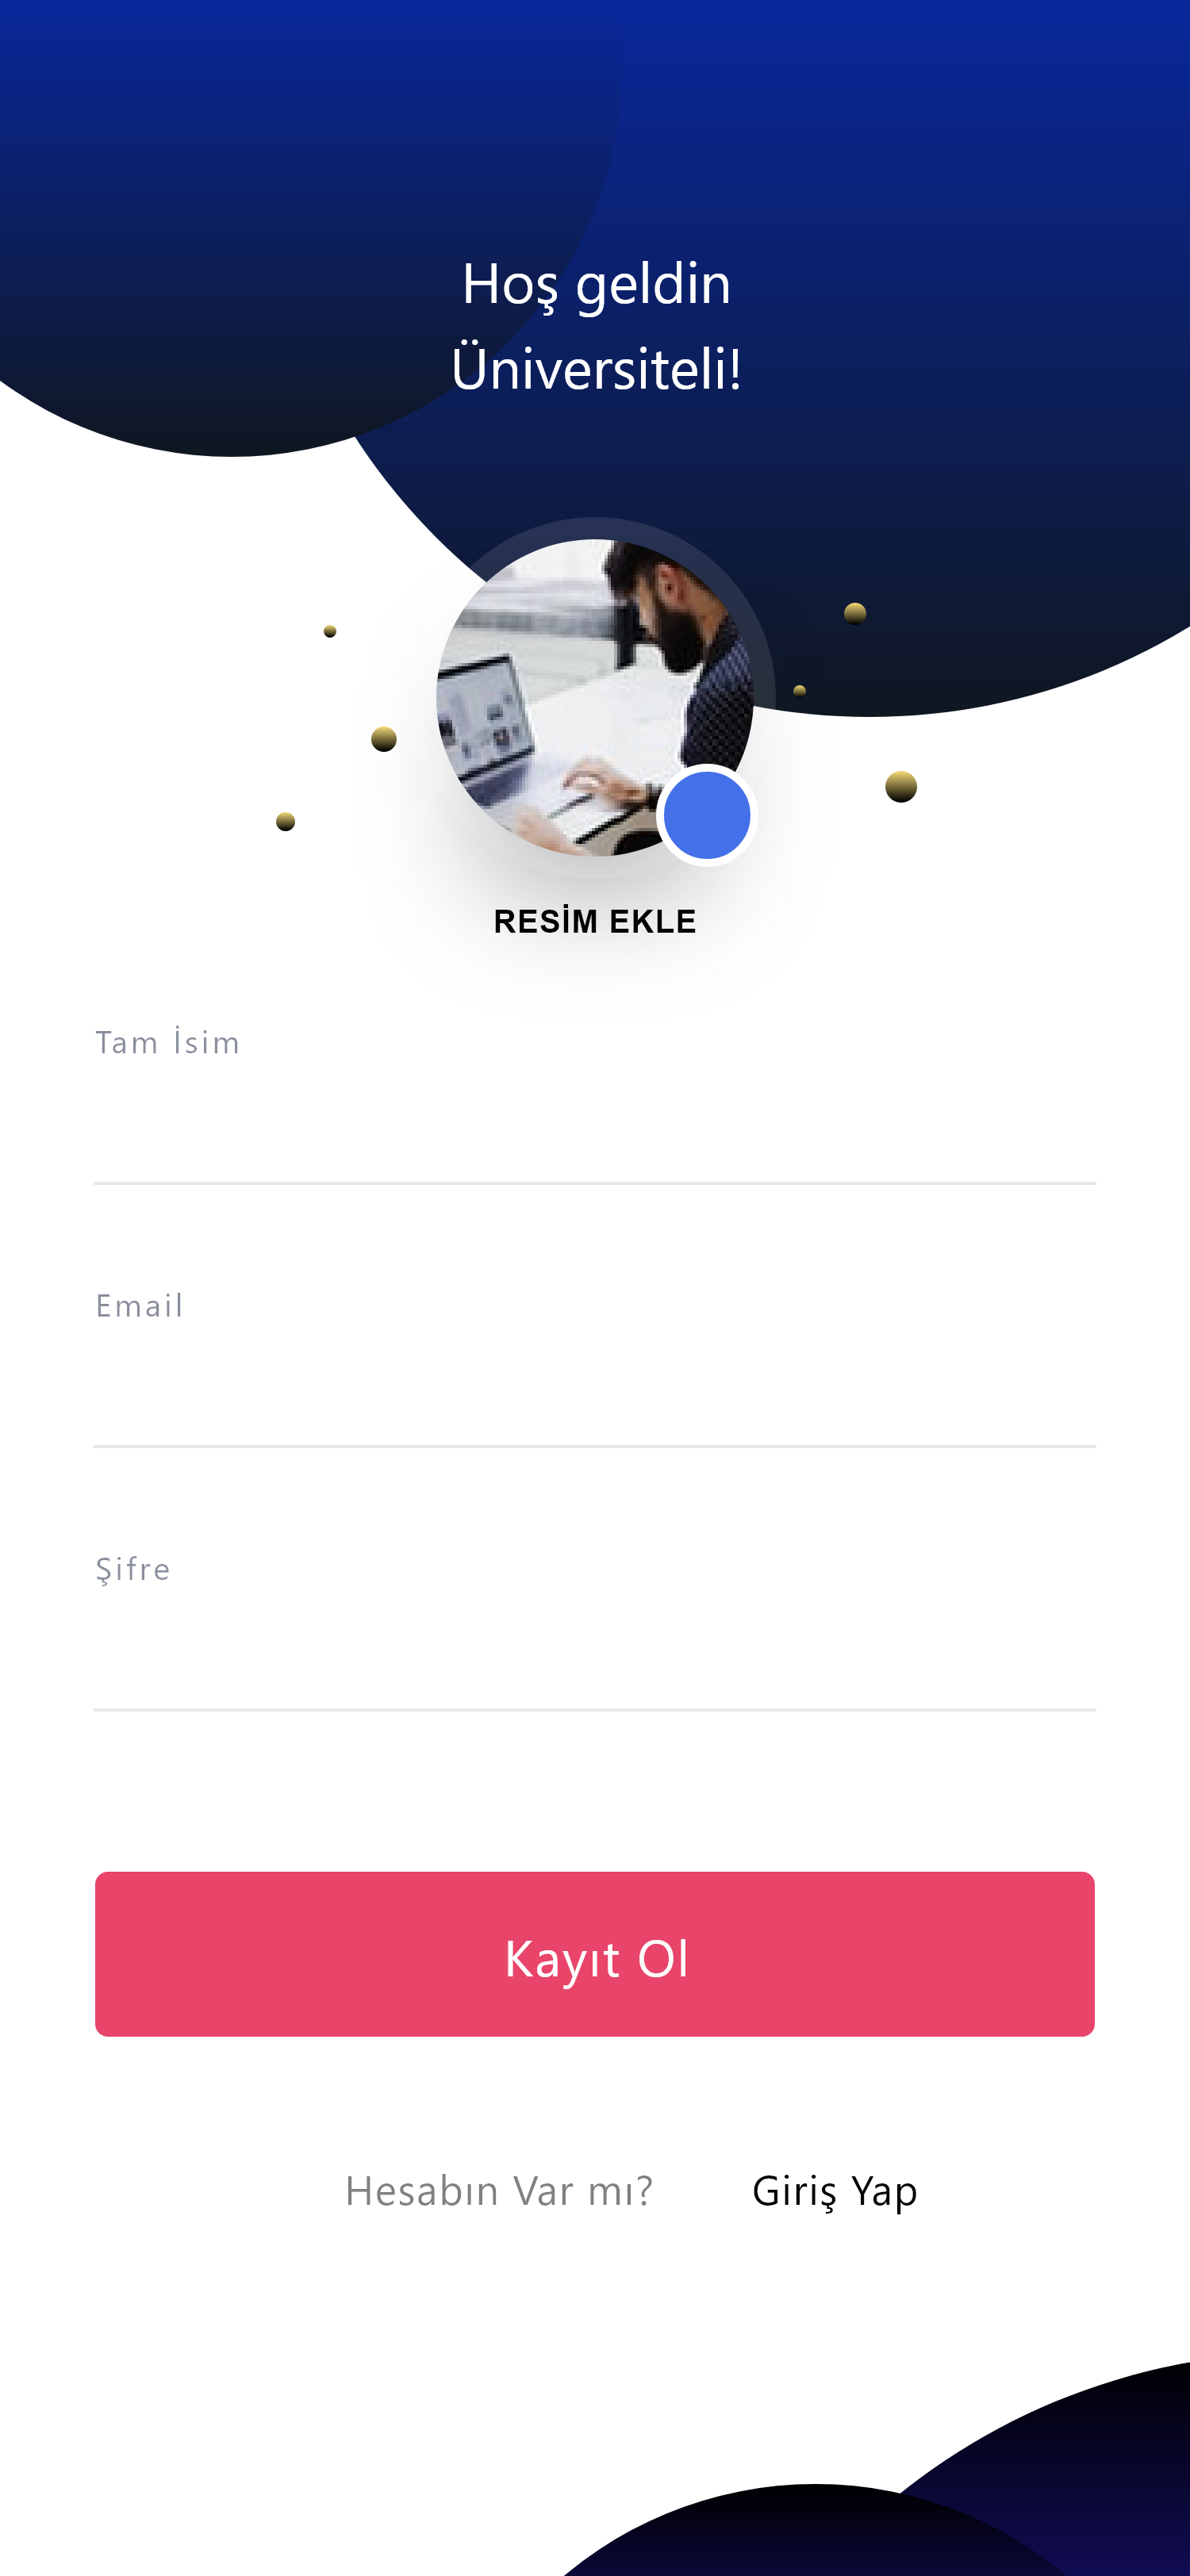 Hoş geldin
Üniversiteli!
RESİM EKLE
Tam İsim
Email
Şifre
Kayıt Ol
Hesabın Var mı? Giriş Yap